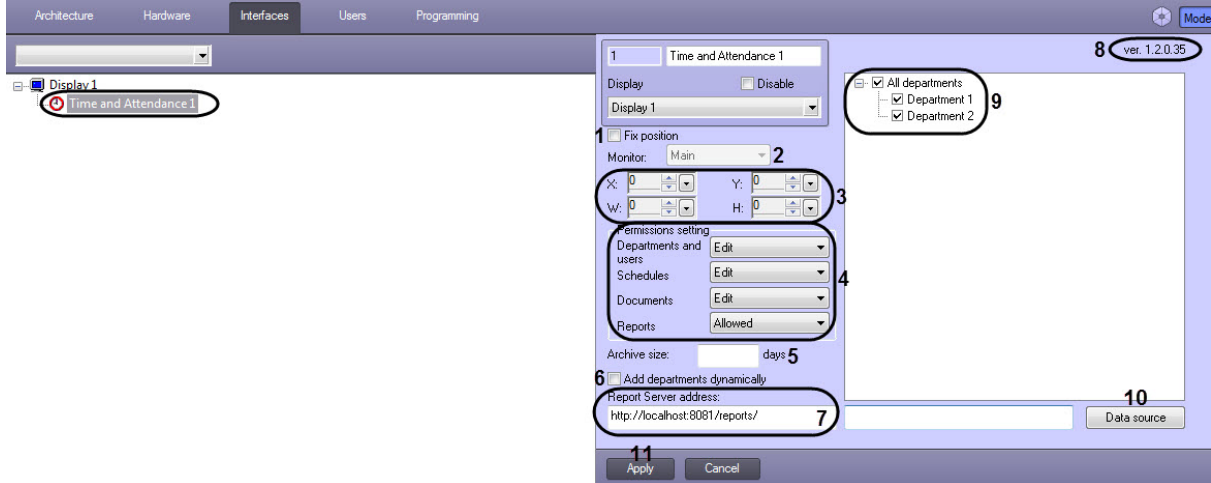 Architecture Hardware Interfaces Users Programming Mode
Display 1
Time and Attendance 1
1 Time and Attendance 1
8 ver. 1.2.0.35
Display Disable
Display 1
All departments
Department 1
Department 2
9
1 Fix position
Monitor: Main 2
X: 0 Y: 0
W: 0 H: 0
3
Permissions setting
Departments and users Edit
Schedules Edit
4
Documents Edit
Reports Allowed
Archive size: days 5
6 Add departments dynamically
Report Server address:
http://localhost:8081/reports/ 7
10
Data source
11
Apply Cancel